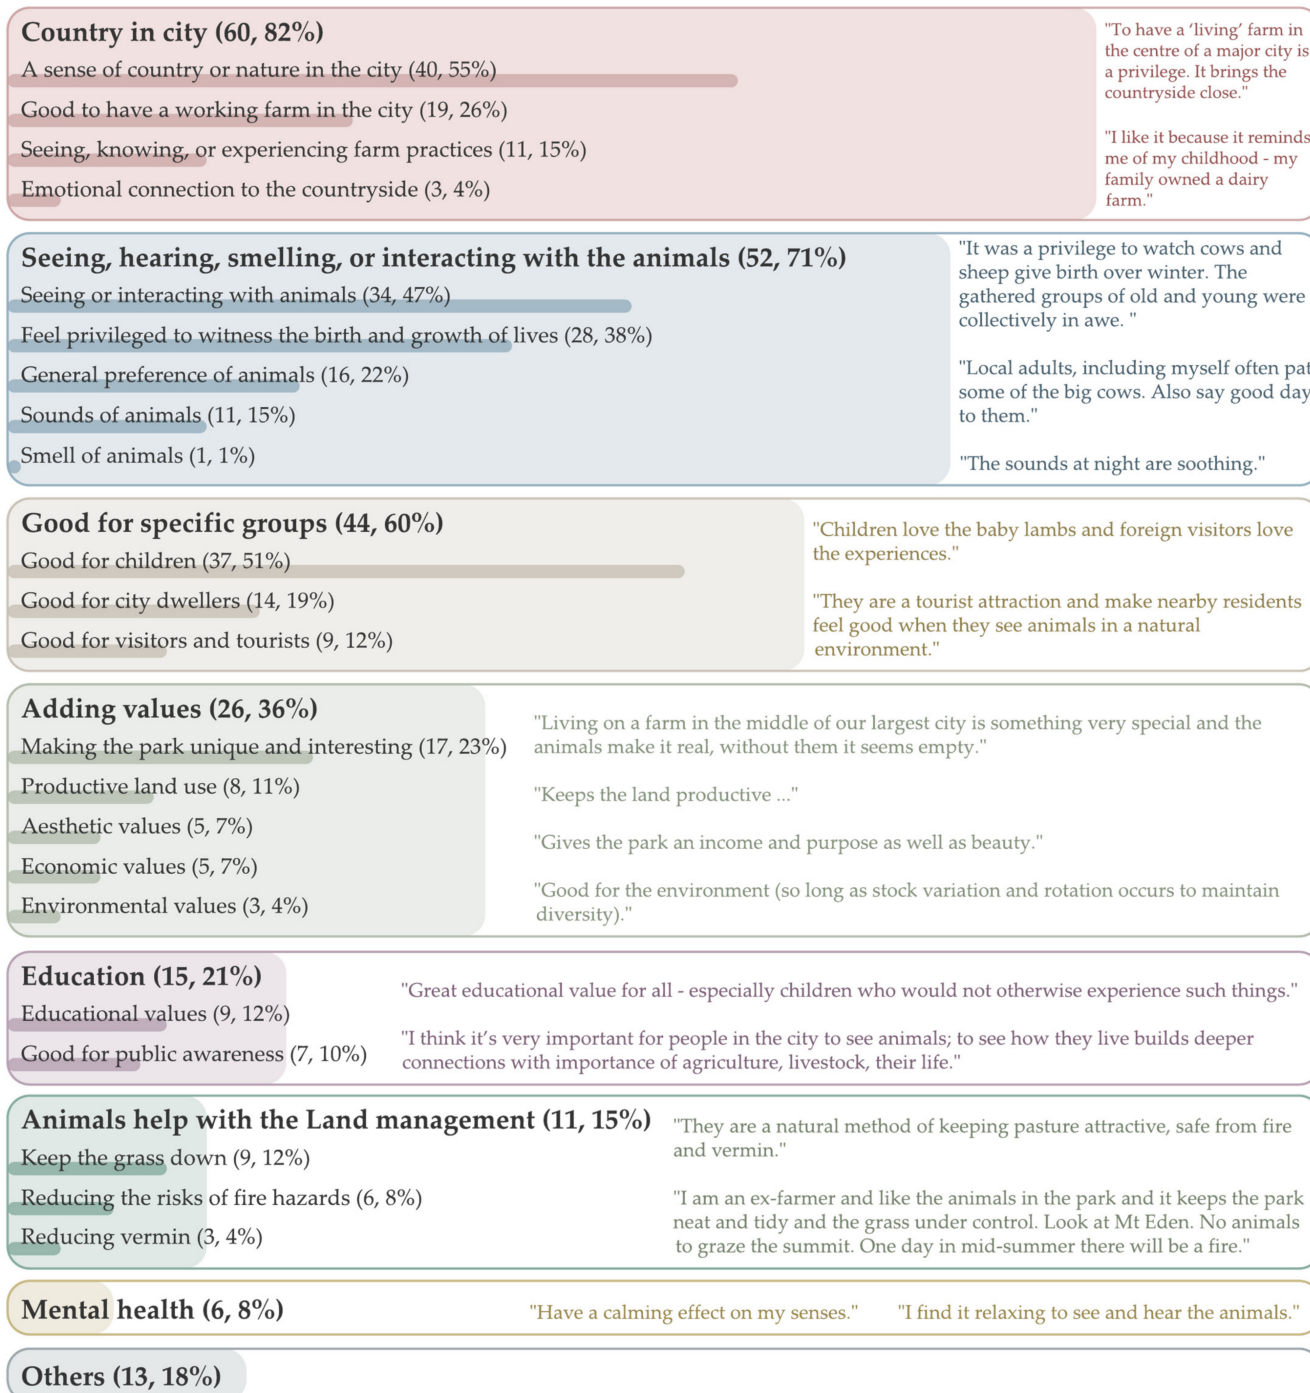 Country in city (60, 82%)
A sense of country or nature in the city (40, 55%)
Good to have a working farm in the city (19, 26%)
Seeing, knowing, or experiencing farm practices (11, 15%)
Emotional connection to the countryside (3, 4%)
"To have a ‘living’ farm in
the centre of a major city is
a privilege. It brings the
countryside close."
"I like it because it reminds
me of my childhood - my
family owned a dairy
farm."
Seeing, hearing, smelling, or interacting with the animals (52, 71%)
Seeing or interacting with animals (34, 47%)
Feel privileged to witness the birth and growth of lives (28, 38%)
General preference of animals (16, 22%)
Sounds of animals (11, 15%)
Smell of animals (1, 1%)
"It was a privilege to watch cows and
sheep give birth over winter. The
gathered groups of old and young were
collectively in awe. "
"Local adults, including myself often pat
some of the big cows. Also say good day
to them."
"The sounds at night are soothing."
Good for specific groups (44, 60%)
Good for children (37, 51%)
Good for city dwellers (14, 19%)
Good for visitors and tourists (9, 12%)
"Children love the baby lambs and foreign visitors love
the experiences."
"They are a tourist attraction and make nearby residents
feel good when they see animals in a natural
environment."
Adding values (26, 36%)
Making the park unique and interesting (17, 23%)
Productive land use (8, 11%)
Aesthetic values (5, 7%)
Economic values (5, 7%)
Environmental values (3, 4%)
"Living on a farm in the middle of our largest city is something very special and the
animals make it real, without them it seems empty."
"Keeps the land productive ..."
"Gives the park an income and purpose as well as beauty."
"Good for the environment (so long as stock variation and rotation occurs to maintain
diversity)."
Education (15, 21%)
Educational values (9, 12%)
Good for public awareness (7, 10%)
"Great educational value for all - especially children who would not otherwise experience such things."
"I think it’s very important for people in the city to see animals; to see how they live builds deeper
connections with importance of agriculture, livestock, their life."
Animals help with the Land management (11, 15%)
Keep the grass down (9, 12%)
Reducing the risks of fire hazards (6, 8%)
Reducing vermin (3, 4%)
"They are a natural method of keeping pasture attractive, safe from fire
and vermin."
"I am an ex-farmer and like the animals in the park and it keeps the park
neat and tidy and the grass under control. Look at Mt Eden. No animals
to graze the summit. One day in mid-summer there will be a fire."
Mental health (6, 8%)
"Have a calming effect on my senses."
"I find it relaxing to see and hear the animals."
Others (13, 18%)